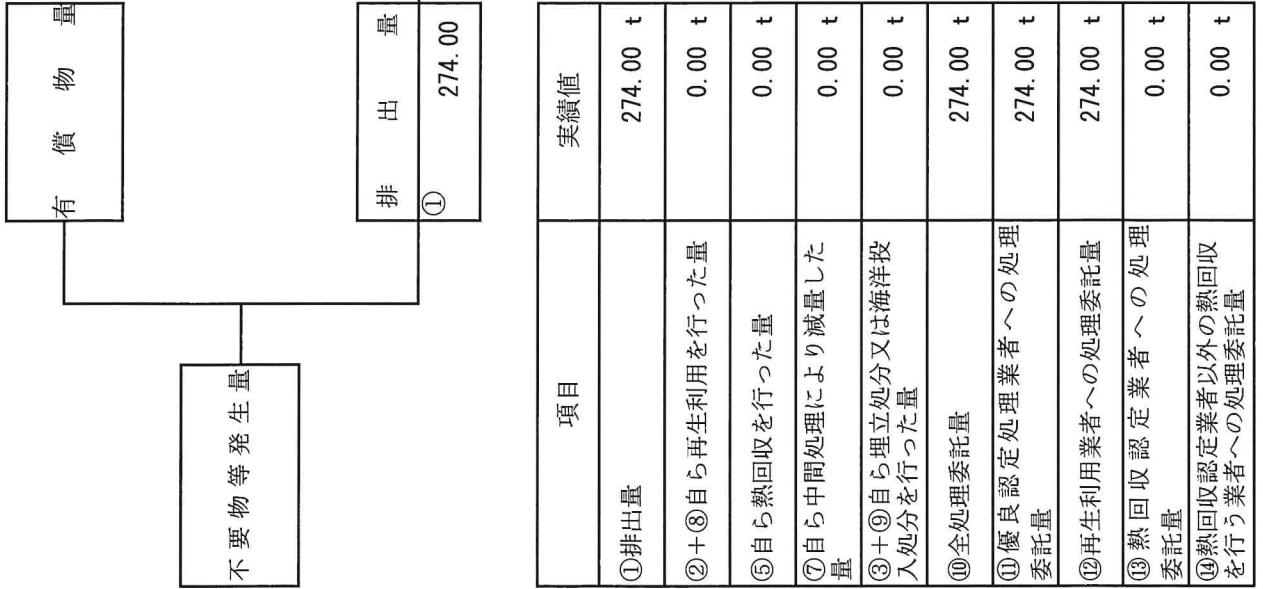 不要物等発生量
有償物量
排出量
① 274.00
項目 実績値
①排出量 274.00 t
②+⑧自ら再生利用を行った量 0.00 t
⑤自ら熱回収を行った量 0.00 t
⑦自ら中間処理により減量した
量 0.00 t
③+⑨自ら埋立処分又は海洋投
入処分を行った量 0.00 t
⑩全処理委託量 274.00 t
⑪優良認定処理業者への処理
委託量 274.00 t
⑫再生利用業者への処理委託量 274.00 t
⑬熱回収認定業者への処理
委託量 0.00 t
⑭熱回収認定業者以外の熱回収
を行う業者への処理委託量 0.00 t